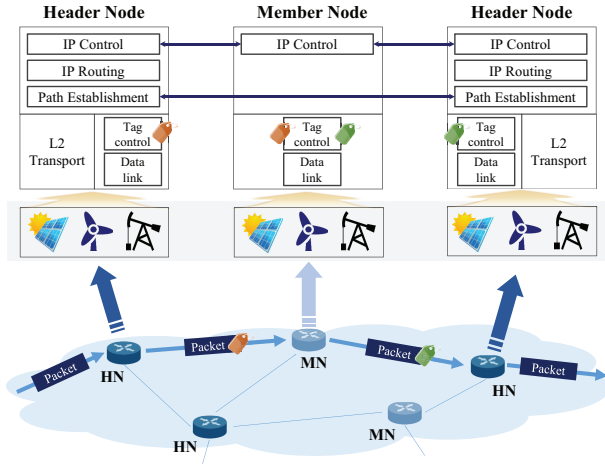 Header Node
Member Node
Header Node
IP Control
IP Control
IP Control
IP Routing
IP Routing
Path Establishment
Path Establishment
L2
Transport
Tag
control
Data
link
Tag
control
Data
link
Tag
control
Data
link
L2
Transport
Packet
HN
Packet
MN
Packet
HN
Packet
HN
MN